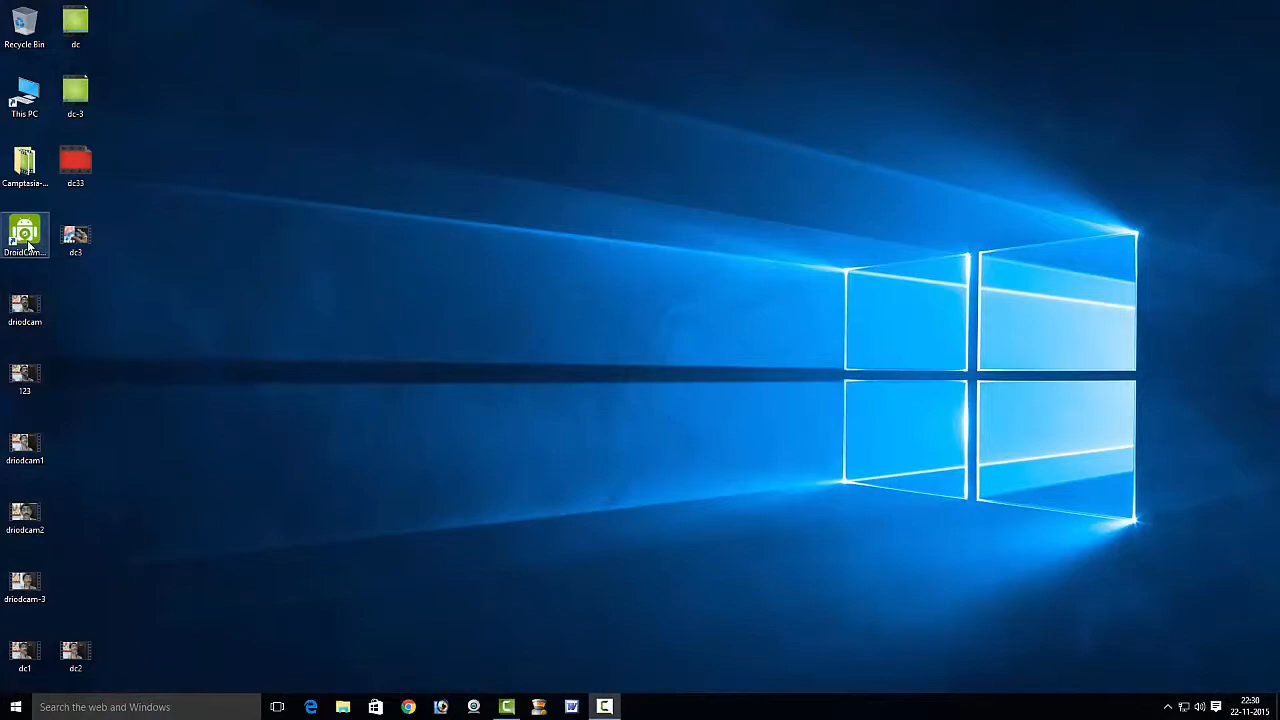 Recycle Bin
dc
This PC
dc-3
Camptasia-...
dc33
DroidCam...
dc3
driodcam
123
driodcam1
driodcam2
driodcam-3
dc1
dc2
Search the web and Windows
22:30
22-11-2015